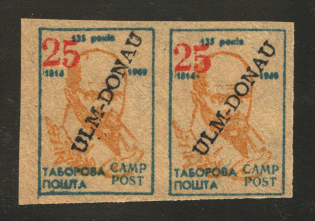 135 років
25
1814 1949
ULM-DONAU
ТАБОРОВА CAMP
ПОШТА POST
135 років
25
1814 1949
ULM-DONAU
ТАБОРОВА CAMP
ПОШТА POST